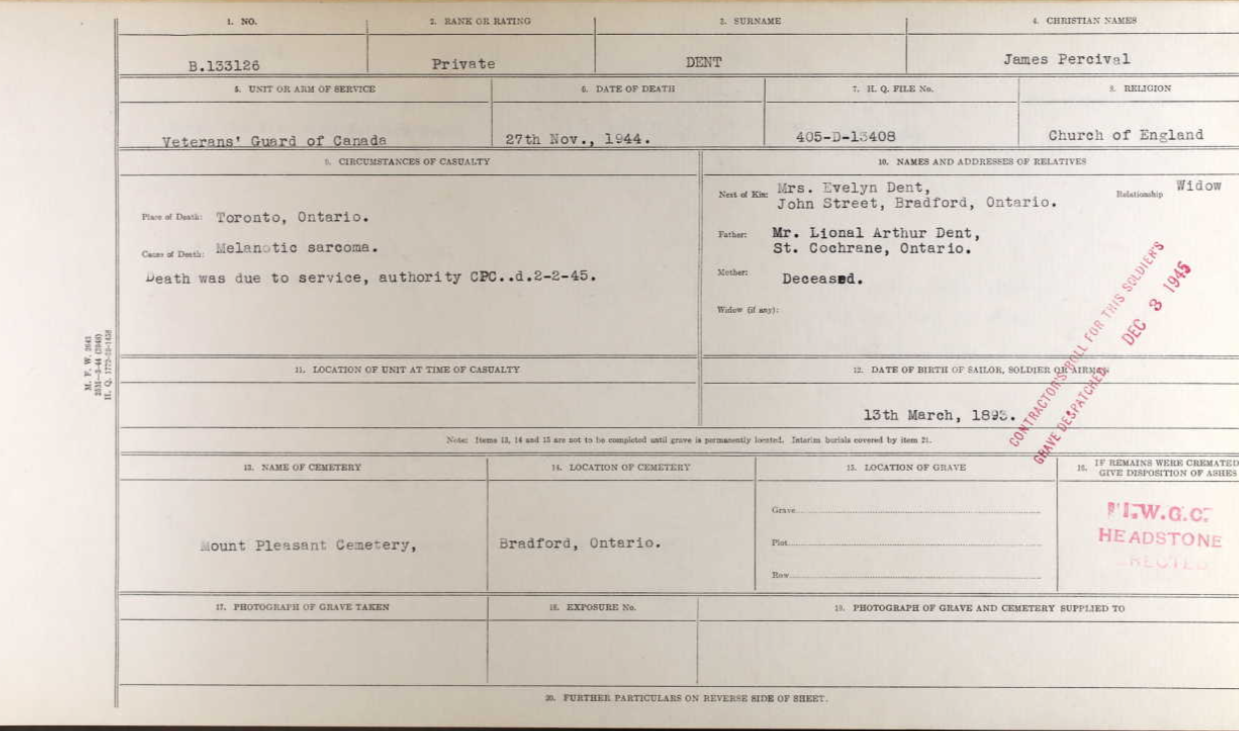 1. NO.
2. RANK OR RATING
3. SURNAME
4. CHRISTIAN NAMES
B.133126
Private
DENT
James Percival
5. UNIT OR ARM OF SERVICE
6. DATE OF DEATH
7. H. Q. FILE No.
8. RELIGION
Veterans' Guard of Canada
27th Nov., 1944.
405-D-13408
Church of England
9. CIRCUMSTANCES OF CASUALTY
10. NAMES AND ADDRESSES OF RELATIVES
Place of Death: Toronto, Ontario.
Cause of Death: Melanotic sarcoma.
Death was due to service, authority CPC..d.2-2-45.
Next of Kin: Mrs. Evelyn Dent,
John Street, Bradford, Ontario.
Relationship Widow
Father: Mr. Lional Arthur Dent,
St. Cochrane, Ontario.
Mother: Deceased.
Widow (if any):
CONTRACTOR'S ROLL FOR THIS SOLDIER'S
GRAVE DESPATCHED DEC 3 1945
M. F. W. 2641
H. Q. 1772-39-1438
11. LOCATION OF UNIT AT TIME OF CASUALTY
12. DATE OF BIRTH OF SAILOR, SOLDIER OR AIRMAN
13th March, 1893.
Note: Items 13, 14 and 15 are not to be completed until grave is permanently located. Interim burials covered by item 21.
13. NAME OF CEMETERY
14. LOCATION OF CEMETERY
15. LOCATION OF GRAVE
16. IF REMAINS WERE CREMATED
GIVE DISPOSITION OF ASHES
Mount Pleasant Cemetery,
Bradford, Ontario.
Grave
Plot
Row
I.W.G.C.
HEADSTONE
ERECTED
17. PHOTOGRAPH OF GRAVE TAKEN
18. EXPOSURE No.
19. PHOTOGRAPH OF GRAVE AND CEMETERY SUPPLIED TO
20. FURTHER PARTICULARS ON REVERSE SIDE OF SHEET.